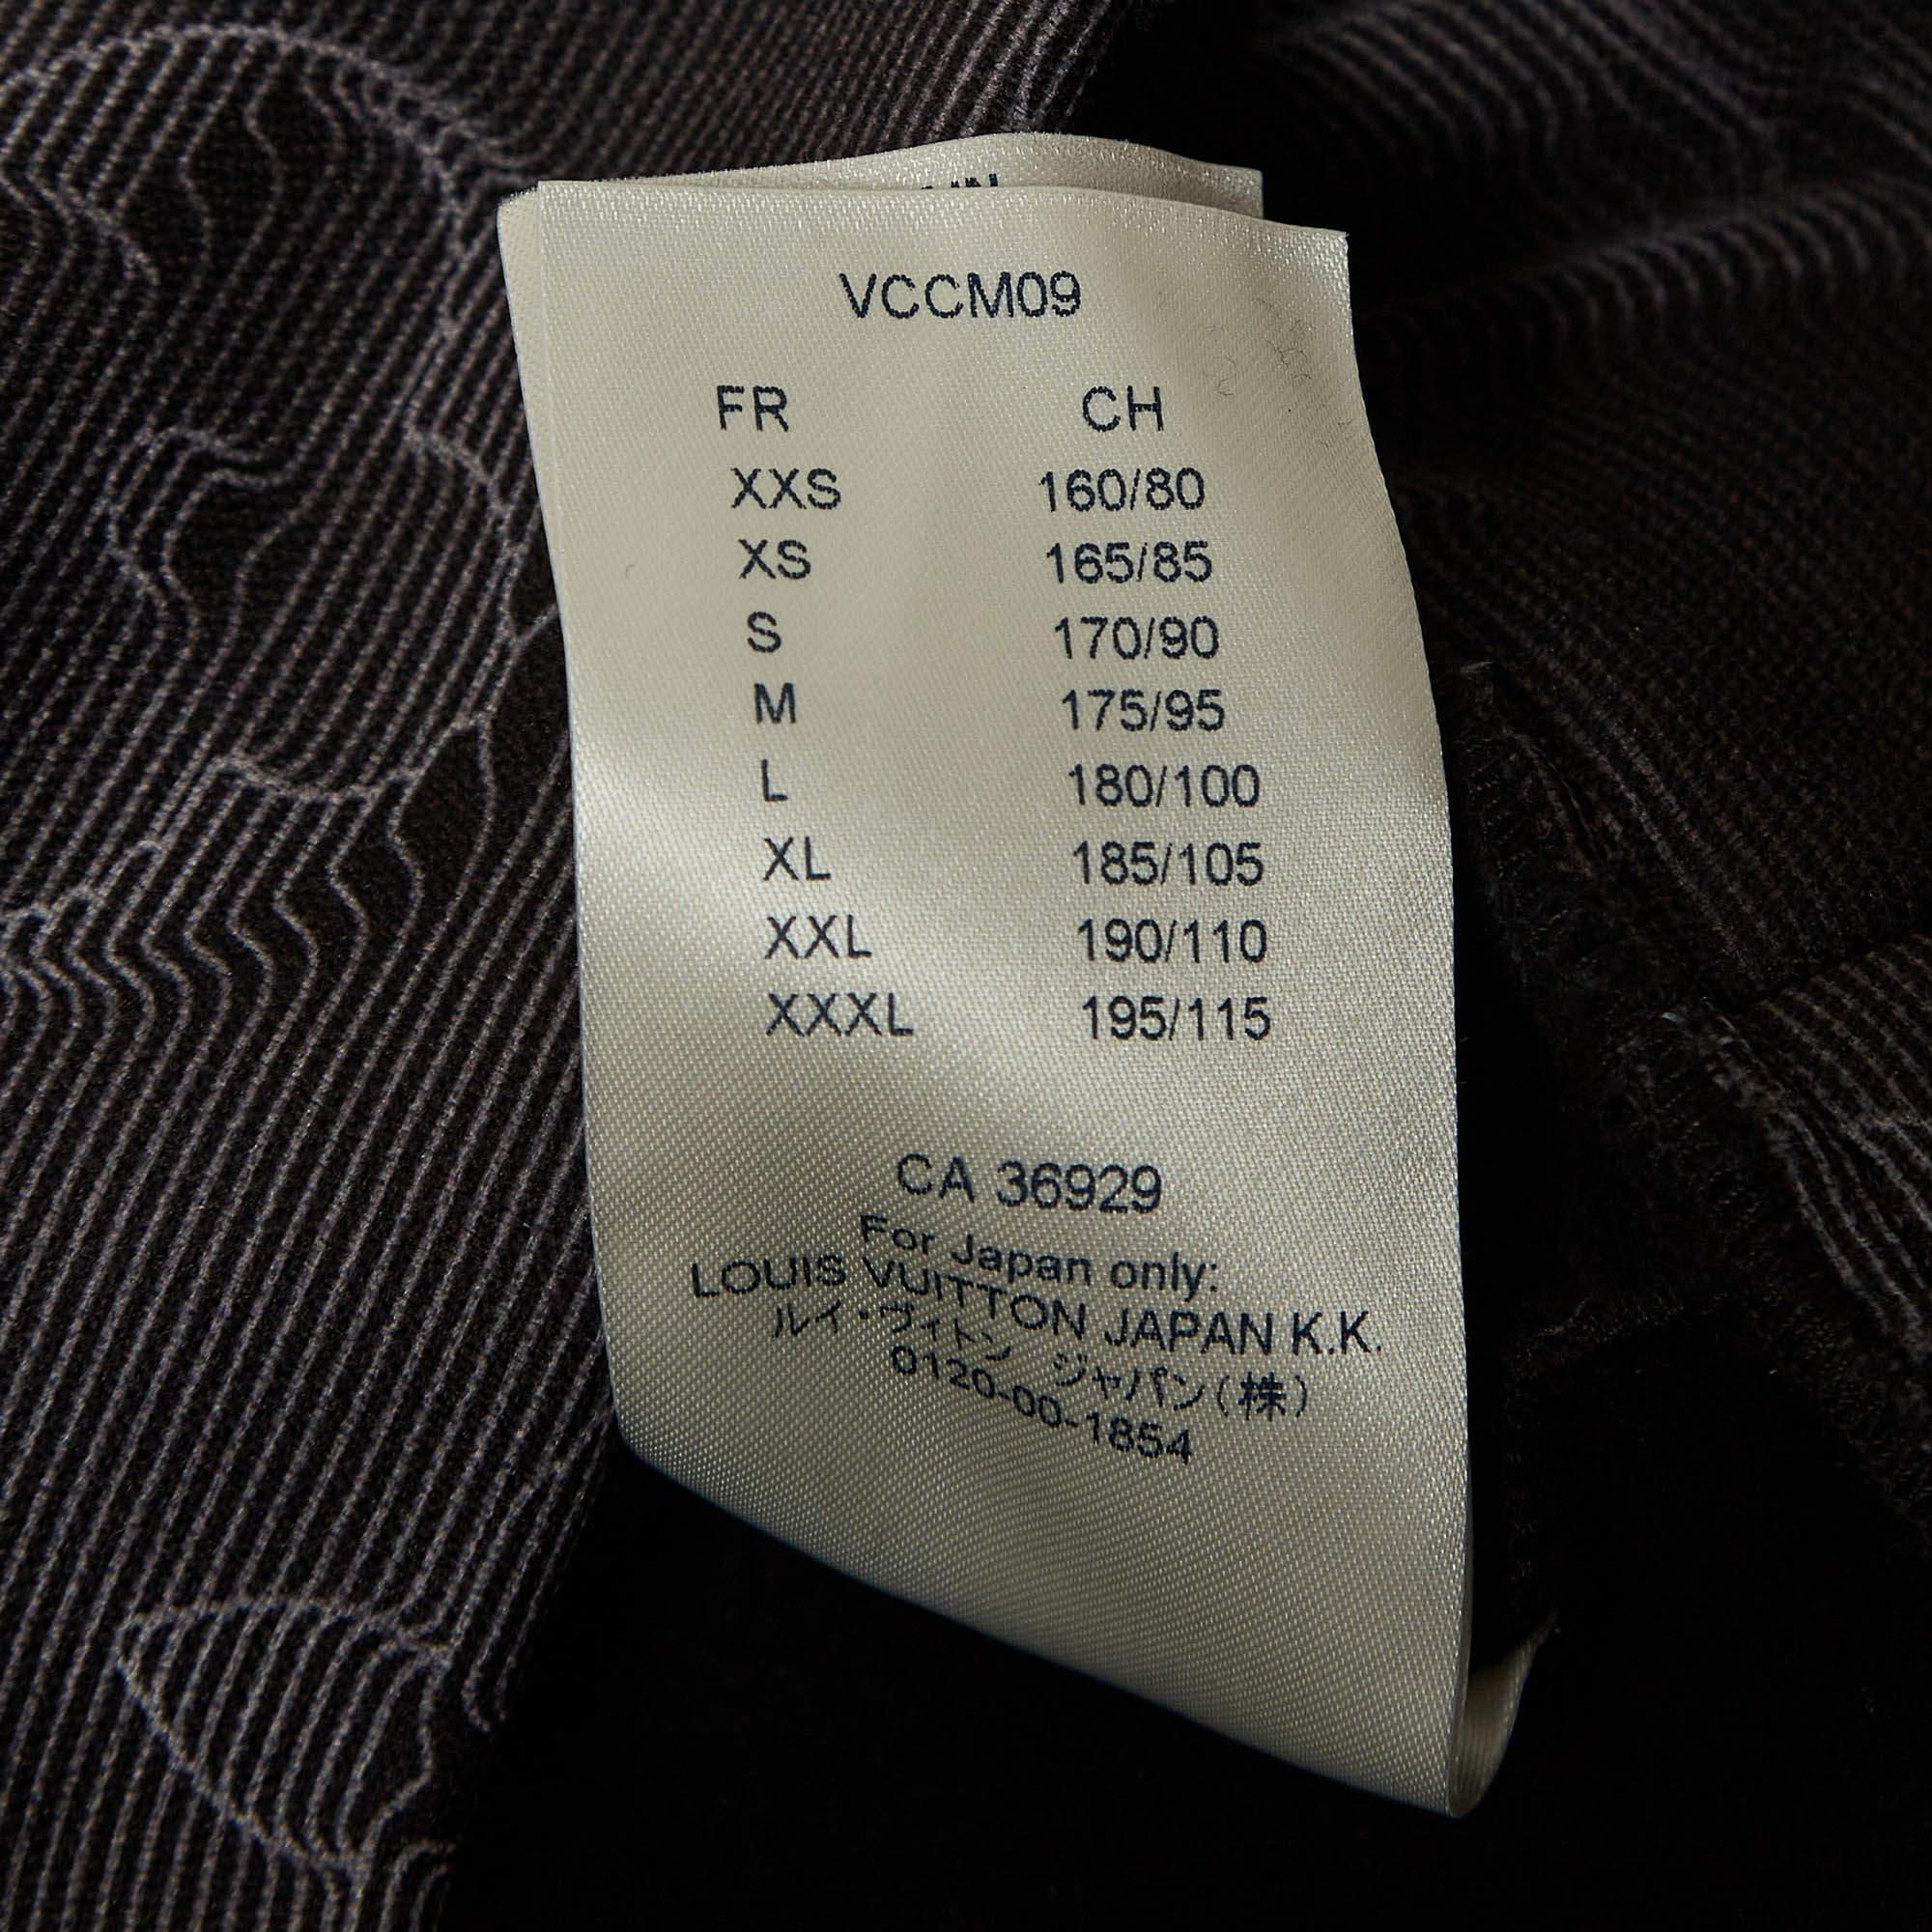 VCCM09
FR CH
XXS 160/80
XS 165/85
S 170/90
M 175/95
L 180/100
XL 185/105
XXL 190/110
XXXL 195/115
CA 36929
For Japan only:
LOUIS VUITTON JAPAN K.K.
ルイ・ヴィトン ジャパン(株)
0120-00-1854